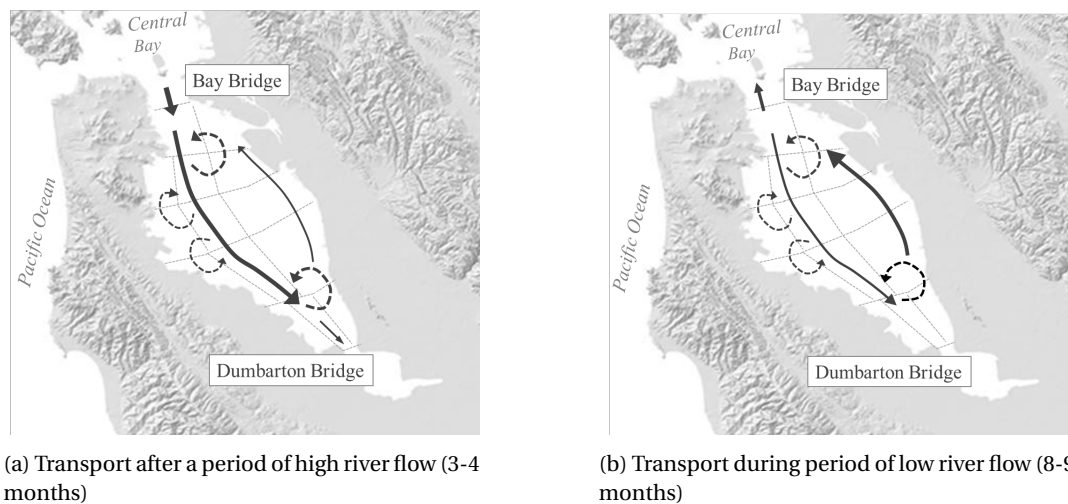 Central
Bay
Bay Bridge
Pacific Ocean
Dumbarton Bridge
(a) Transport after a period of high river flow (3-4
months)
Central
Bay
Bay Bridge
Pacific Ocean
Dumbarton Bridge
(b) Transport during period of low river flow (8-9
months)